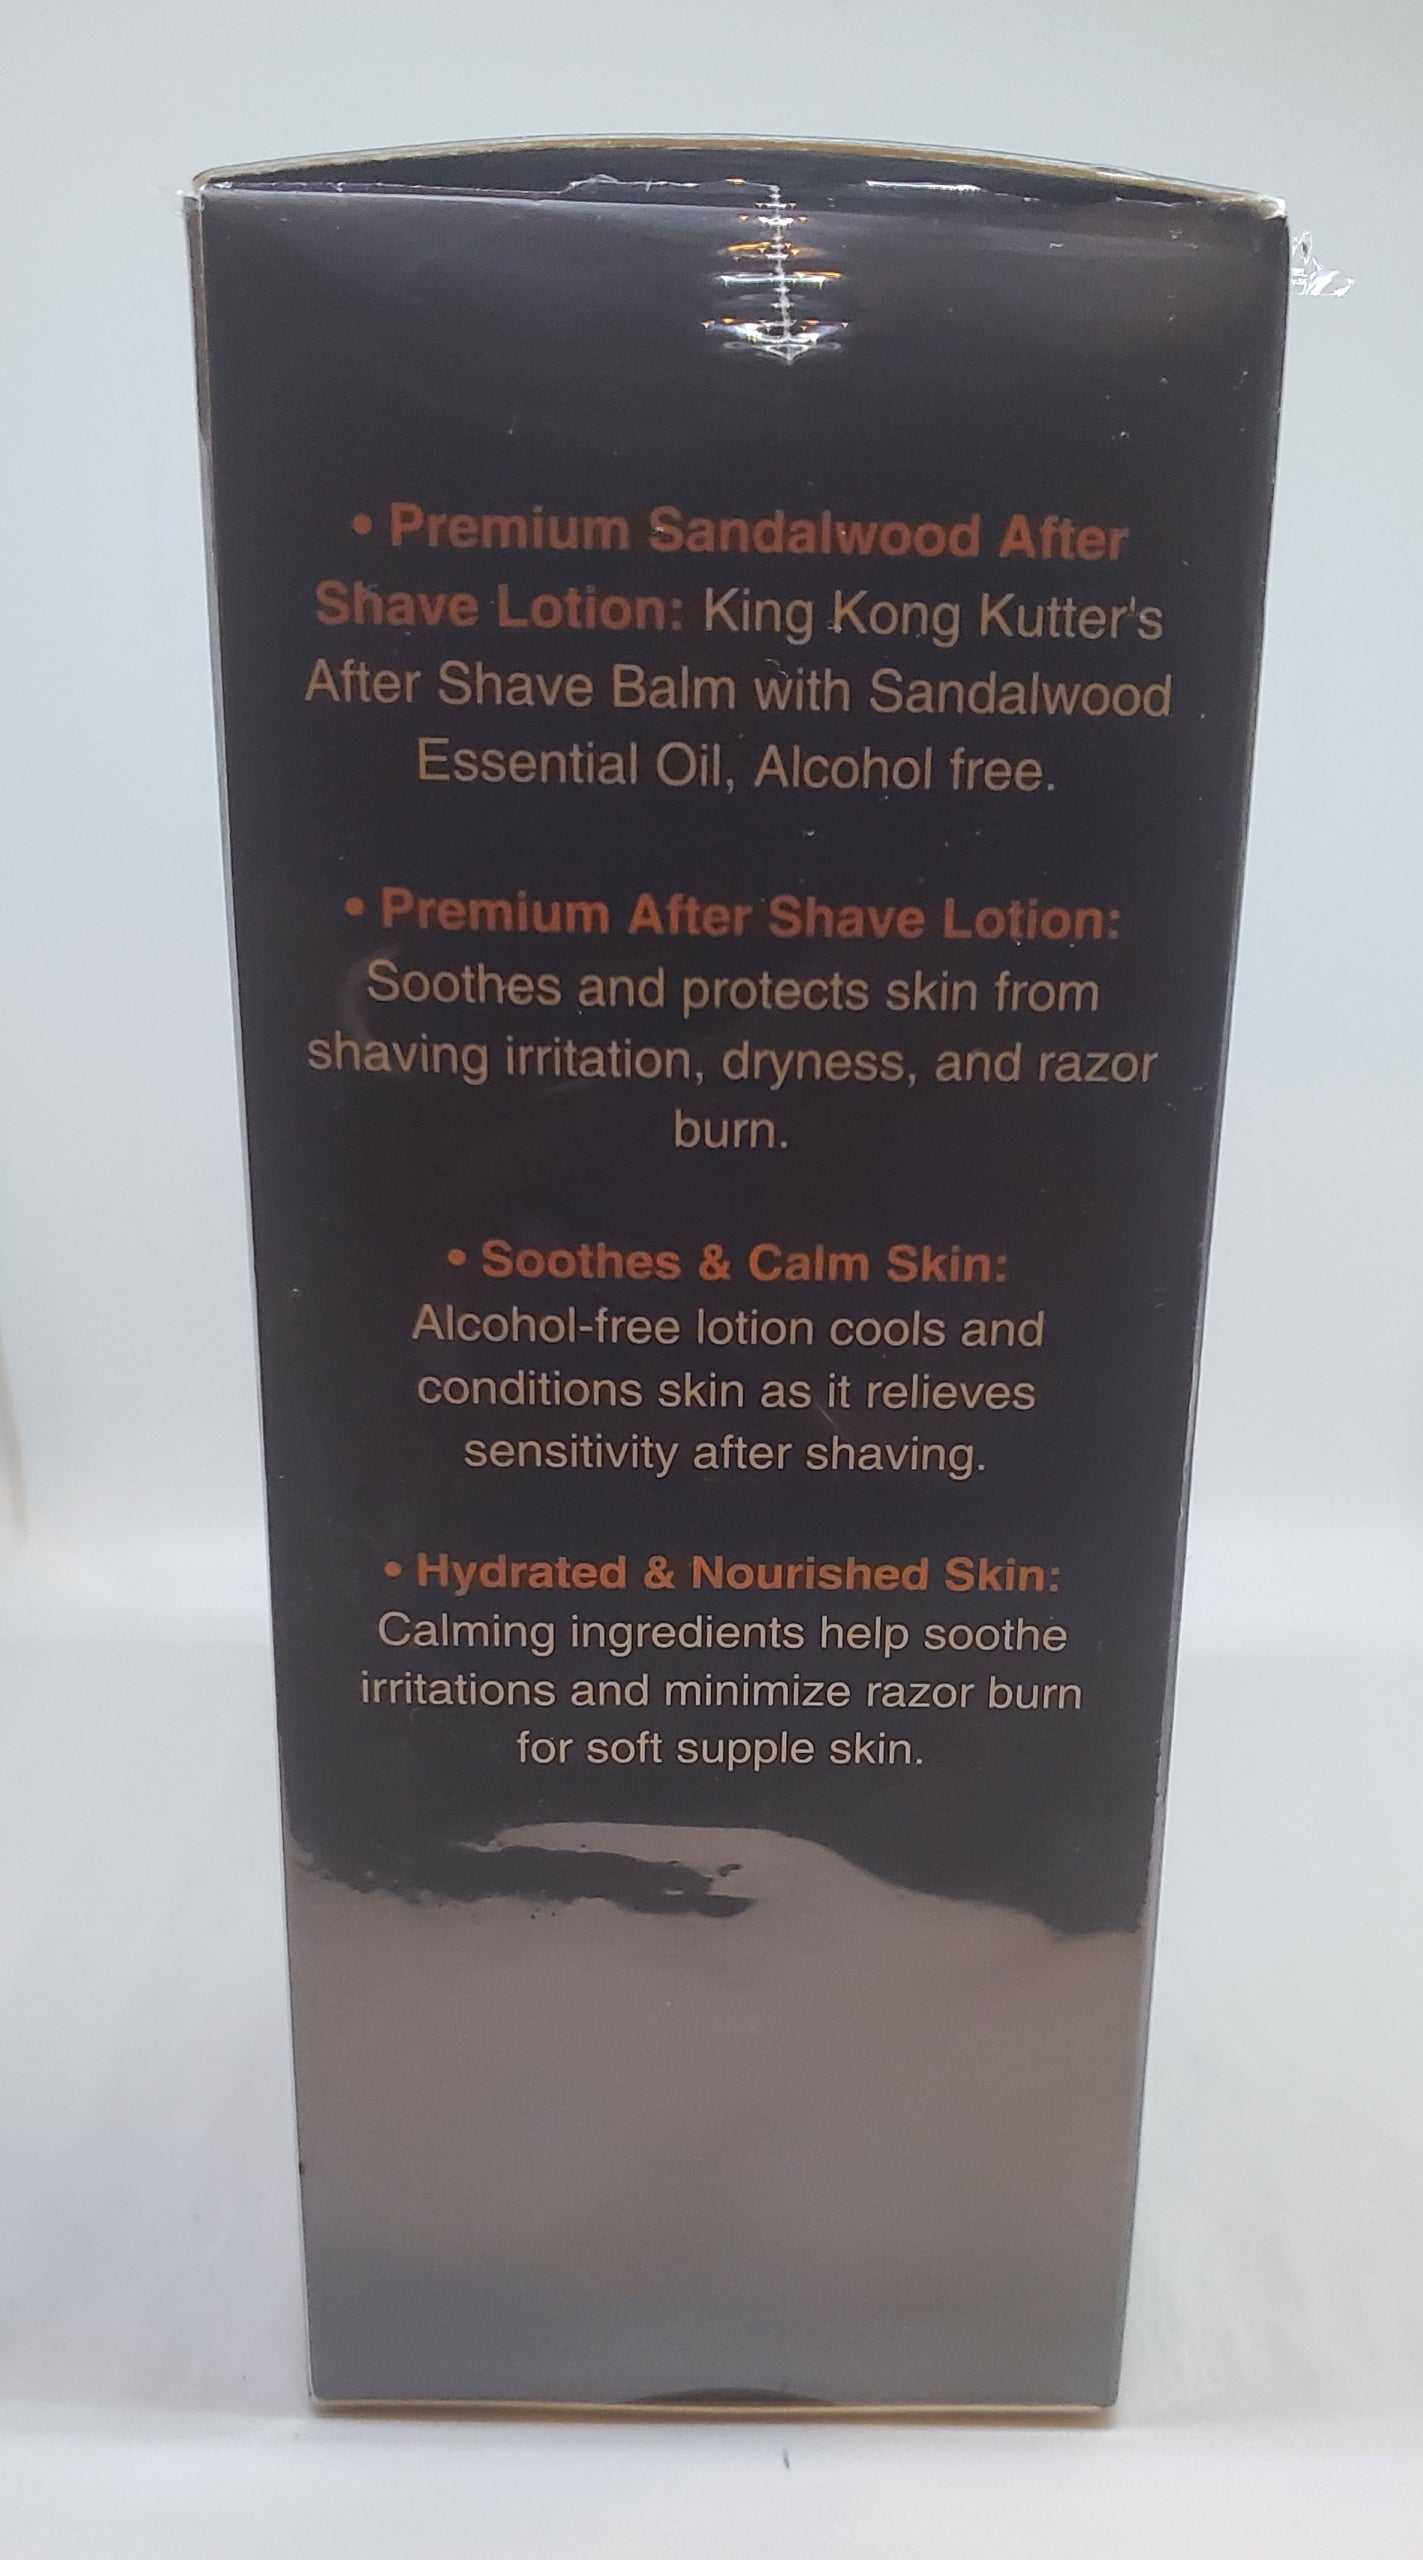 • Premium Sandalwood After
Shave Lotion: King Kong Kutter's
After Shave Balm with Sandalwood
Essential Oil, Alcohol free.
• Premium After Shave Lotion:
Soothes and protects skin from
shaving irritation, dryness, and razor
burn.
• Soothes & Calm Skin:
Alcohol-free lotion cools and
conditions skin as it relieves
sensitivity after shaving.
• Hydrated & Nourished Skin:
Calming ingredients help soothe
irritations and minimize razor burn
for soft supple skin.